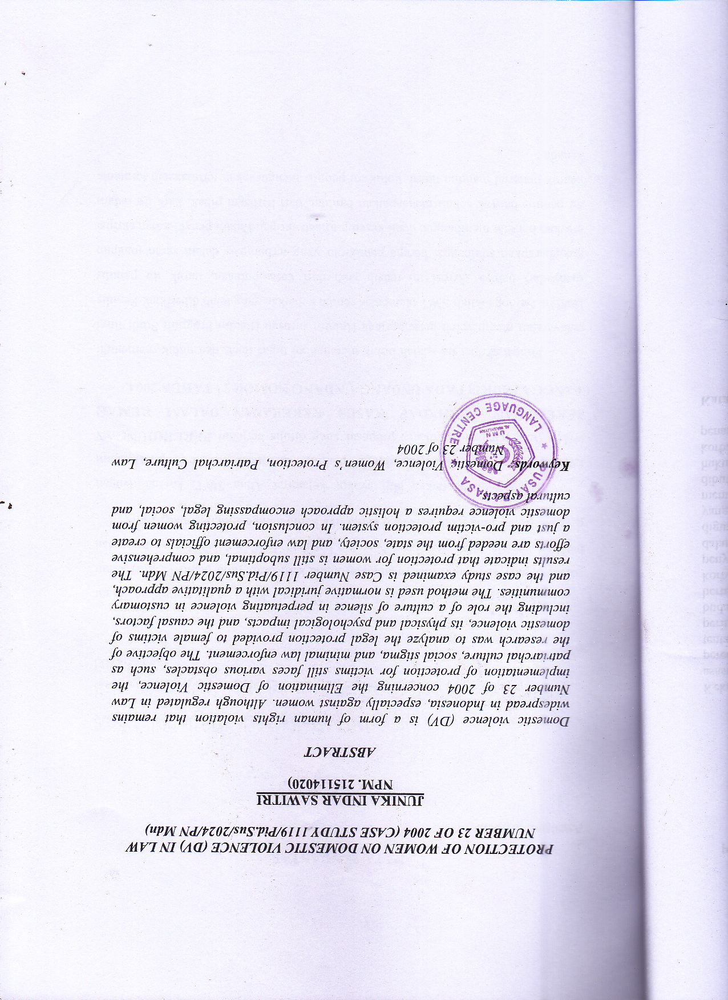 PROTECTION OF WOMEN ON DOMESTIC VIOLENCE (DV) IN LAW
NUMBER 23 OF 2004 (CASE STUDY 1119/Pid.Sus/2024/PN Mdn)
JUNIKA INDAR SAWITRI
NPM. 215114020)
ABSTRACT
Domestic violence (DV) is a form of human rights violation that remains
widespread in Indonesia, especially against women. Although regulated in Law
Number 23 of 2004 concerning the Elimination of Domestic Violence, the
implementation of protection for victims still faces various obstacles, such as
patriarchal culture, social stigma, and minimal law enforcement. The objective of
the research was to analyze the legal protection provided to female victims of
domestic violence, its physical and psychological impacts, and the causal factors,
including the role of a culture of silence in perpetuating violence in customary
communities. The method used is normative juridical with a qualitative approach,
and the case study examined is Case Number 1119/Pid.Sus/2024/PN Mdn. The
results indicate that protection for women is still suboptimal, and comprehensive
efforts are needed from the state, society, and law enforcement officials to create
a just and pro-victim protection system. In conclusion, protecting women from
domestic violence requires a holistic approach encompassing legal, social, and
cultural aspects.
Keywords: Domestic Violence, Women's Protection, Patriarchal Culture, Law
Number 23 of 2004
PUSAT BAHASA
UMN
AL WASHLIYAH
LANGUAGE CENTRE